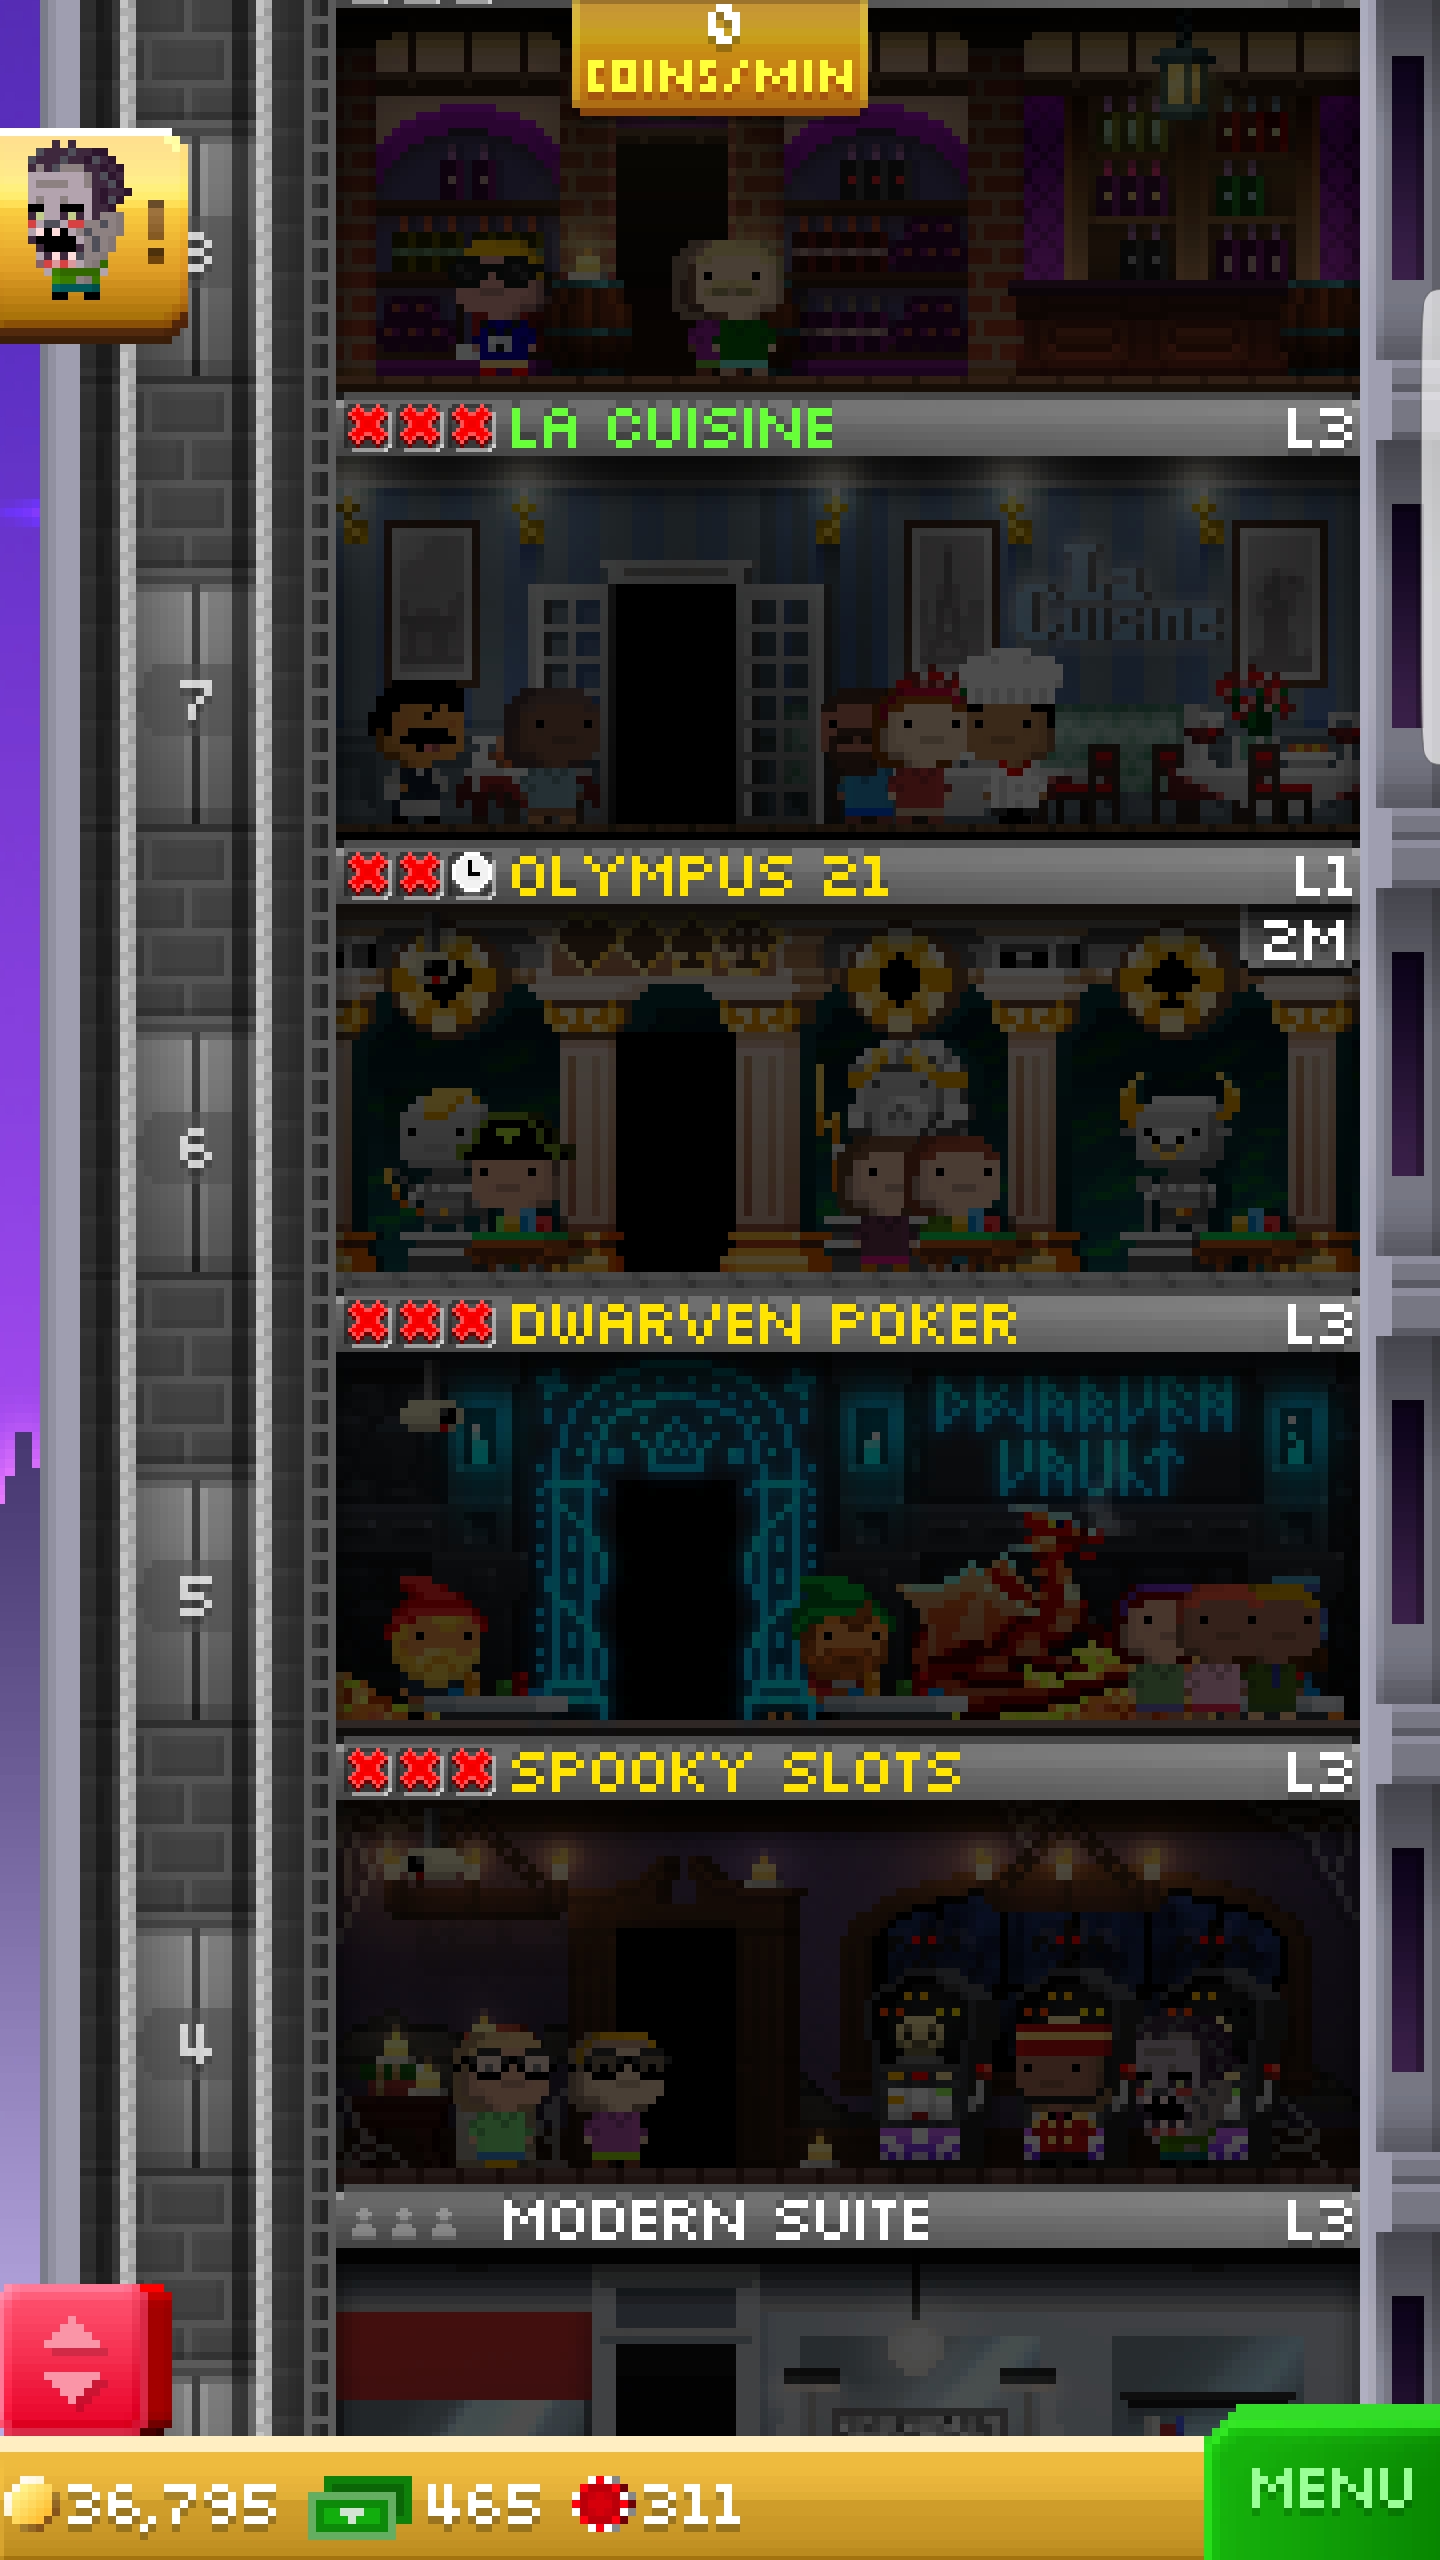 0
COINS/MIN
!
8
LA CUISINE L3
La
Cuisine
7
OLYMPUS 21 L1
2M
6
DWARVEN POKER L3
DWARVEN
VAULT
5
SPOOKY SLOTS L3
4
MODERN SUITE L3
36,795 465 311
MENU